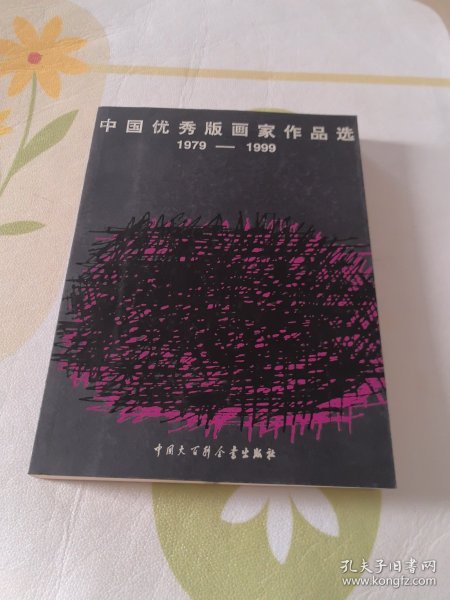 中国优秀版画家作品选
1979 — 1999
中国大百科全书出版社
孔夫子旧书网
www.kongfz.com